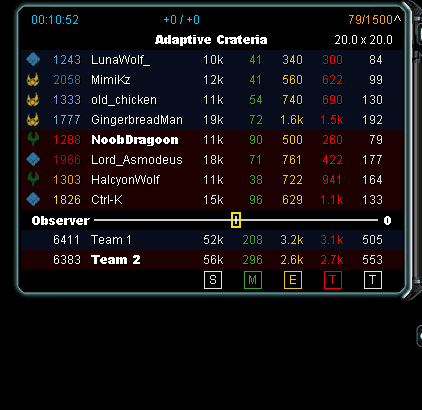 00:10:52 +0 / +0 79/1500^
Adaptive Crateria 20.0 x 20.0
1243 LunaWolf_ 10k 41 340 300 84
2058 MimiKz 12k 41 560 622 99
1333 old_chicken 11k 54 740 690 130
1777 GingerbreadMan 19k 72 1.6k 1.5k 192
1288 NoobDragoon 11k 90 500 260 79
1966 Lord_Asmodeus 18k 71 761 422 177
1303 HalcyonWolf 11k 38 722 941 164
1826 Ctrl-K 15k 96 629 1.1k 133
Observer 0
6411 Team 1 52k 208 3.2k 3.1k 505
6383 Team 2 56k 296 2.6k 2.7k 553
S M E T T